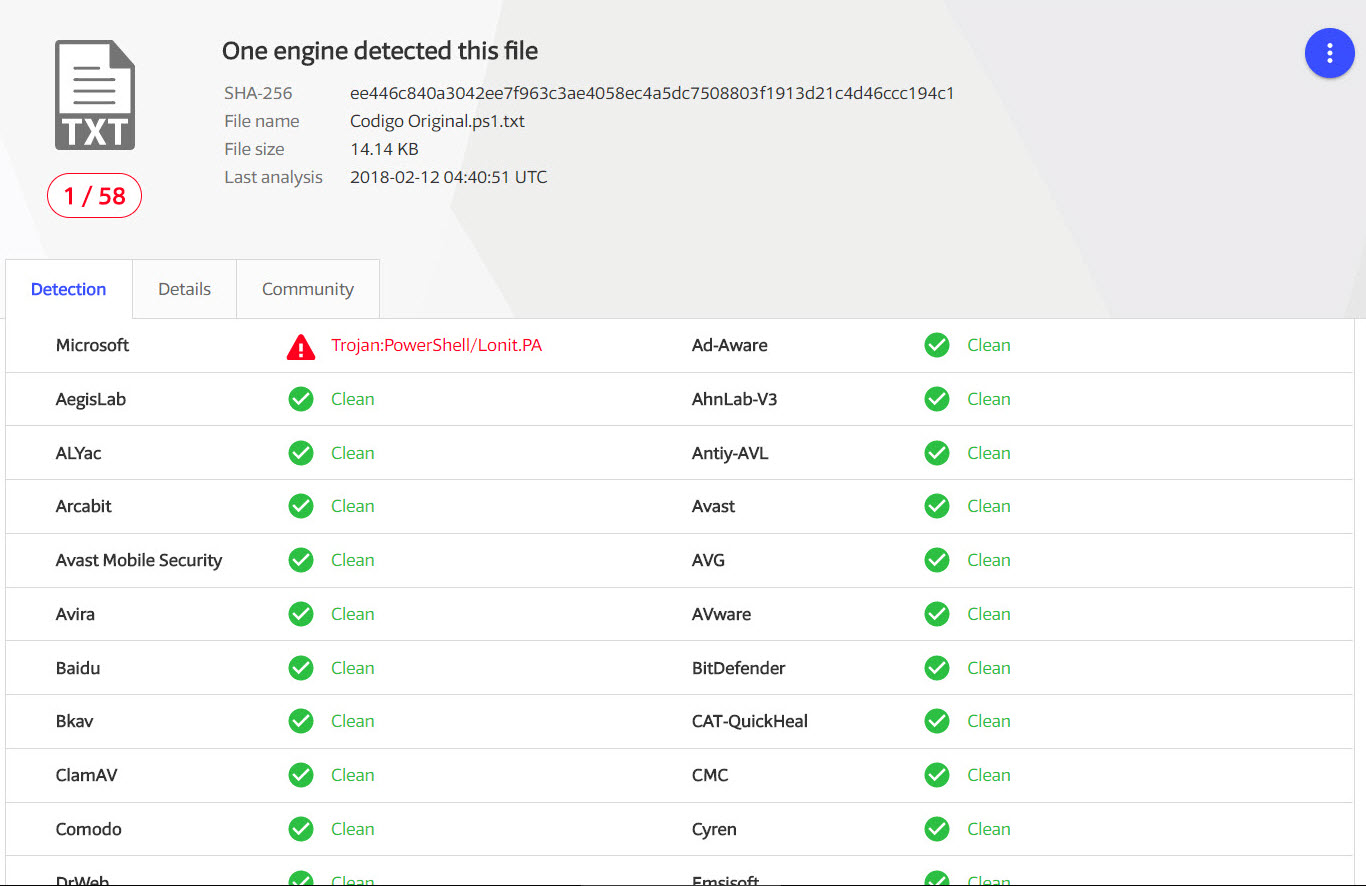 One engine detected this file
SHA-256 ee446c840a3042ee7f963c3ae4058ec4a5dc7508803f1913d21c4d46ccc194c1
File name Codigo Original.ps1.txt
File size 14.14 KB
Last analysis 2018-02-12 04:40:51 UTC
TXT
1 / 58
Detection Details Community
Microsoft Trojan:PowerShell/Lonit.PA Ad-Aware Clean
AegisLab Clean AhnLab-V3 Clean
ALYac Clean Antiy-AVL Clean
Arcabit Clean Avast Clean
Avast Mobile Security Clean AVG Clean
Avira Clean AVware Clean
Baidu Clean BitDefender Clean
Bkav Clean CAT-QuickHeal Clean
ClamAV Clean CMC Clean
Comodo Clean Cyren Clean
DrWeb Clean Emsisoft Clean